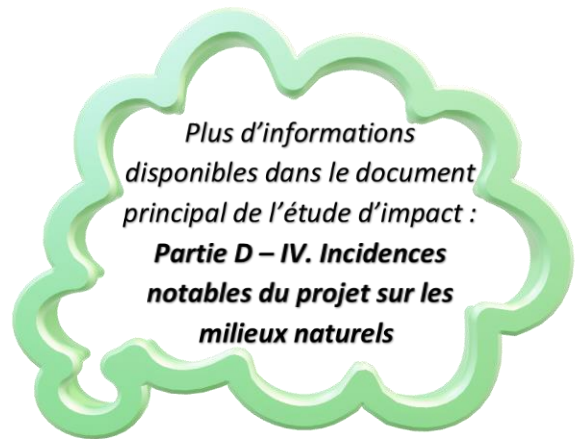 Plus d’informations
disponibles dans le document
principal de l’étude d’impact :
Partie D – IV. Incidences
notables du projet sur les
milieux naturels